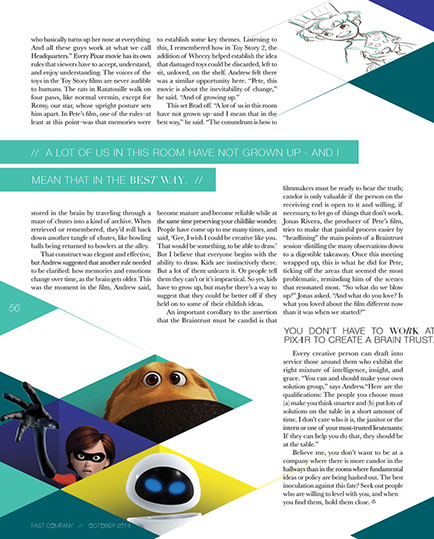 who basically turns up her nose at everything.
And all these guys work at what we call
Headquarters." Every Pixar movie has its own
rules that viewers have to accept, understand,
and enjoy understanding. The voices of the
toys in the Toy Story films are never audible
to humans. The rats in Ratatouille walk on
four paws, like normal vermin, except for
Remy, our star, whose upright posture sets
him apart. In Pete's film, one of the rules–at
least at this point–was that memories were
to establish some key themes. Listening to
this, I remembered how in Toy Story 2, the
addition of Wheezy helped establish the idea
that damaged toys could be discarded, left to
sit, unloved, on the shelf. Andrew felt there
was a similar opportunity here. "Pete, this
movie is about the inevitability of change,"
he said. "And of growing up."
This set Brad off. "A lot of us in this room
have not grown up–and I mean that in the
best way," he said. "The conundrum is how to
// A LOT OF US IN THIS ROOM HAVE NOT GROWN UP - AND I
MEAN THAT IN THE BEST WAY. //
stored in the brain by traveling through a
maze of chutes into a kind of archive. When
retrieved or remembered, they'd roll back
down another tangle of chutes, like bowling
balls being returned to bowlers at the alley.
That construct was elegant and effective,
but Andrew suggested that another rule needed
to be clarified: how memories and emotions
change over time, as the brain gets older. This
was the moment in the film, Andrew said,
become mature and become reliable while at
the same time preserving your childlike wonder.
People have come up to me many times, and
said, 'Gee, I wish I could be creative like you.
That would be something, to be able to draw.'
But I believe that everyone begins with the
ability to draw. Kids are instinctively there.
But a lot of them unlearn it. Or people tell
them they can't or it's impractical. So yes, kids
have to grow up, but maybe there's a way to
suggest that they could be better off if they
held on to some of their childish ideas.
An important corollary to the assertion
that the Braintrust must be candid is that
filmmakers must be ready to hear the truth;
candor is only valuable if the person on the
receiving end is open to it and willing, if
necessary, to let go of things that don't work.
Jonas Rivera, the producer of Pete's film,
tries to make that painful process easier by
"headlining" the main points of a Braintrust
session–distilling the many observations down
to a digestible takeaway. Once this meeting
wrapped up, this is what he did for Pete,
ticking off the areas that seemed the most
problematic, reminding him of the scenes
that resonated most. "So what do we blow
up?" Jonas asked. "And what do you love? Is
what you loved about the film different now
than it was when we started?"
YOU DON'T HAVE TO WORK AT
PIXAR TO CREATE A BRAIN TRUST.
Every creative person can draft into
service those around them who exhibit the
right mixture of intelligence, insight, and
grace. "You can and should make your own
solution group," says Andrew. "Here are the
qualifications: The people you choose must
(a) make you think smarter and (b) put lots of
solutions on the table in a short amount of
time. I don't care who it is, the janitor or the
intern or one of your most-trusted lieutenants:
If they can help you do that, they should be
at the table."
Believe me, you don't want to be at a
company where there is more candor in the
hallways than in the rooms where fundamental
ideas or policy are being hashed out. The best
inoculation against this fate? Seek out people
who are willing to level with you, and when
you find them, hold them close.
56
FAST COMPANY // OCTOBER 2014